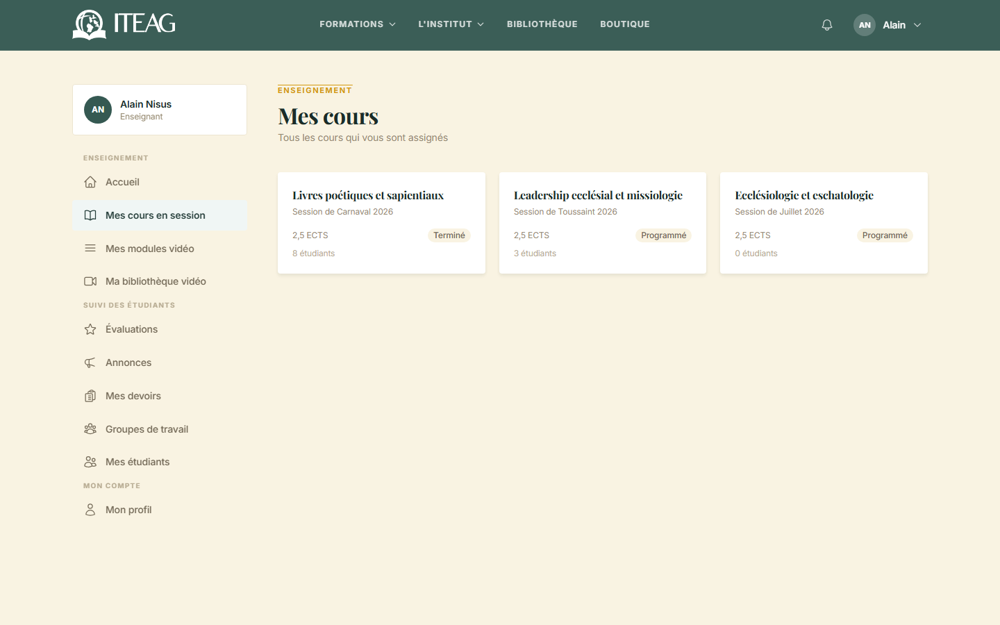 ITEAG
FORMATIONS
L'INSTITUT
BIBLIOTHÈQUE
BOUTIQUE
AN
Alain
AN
Alain Nisus
Enseignant
ENSEIGNEMENT
Accueil
Mes cours en session
Mes modules vidéo
Ma bibliothèque vidéo
SUIVI DES ÉTUDIANTS
Évaluations
Annonces
Mes devoirs
Groupes de travail
Mes étudiants
MON COMPTE
Mon profil
ENSEIGNEMENT
Mes cours
Tous les cours qui vous sont assignés
Livres poétiques et sapientiaux
Session de Carnaval 2026
2,5 ECTS
Terminé
8 étudiants
Leadership ecclésial et missiologie
Session de Toussaint 2026
2,5 ECTS
Programmé
3 étudiants
Ecclésiologie et eschatologie
Session de Juillet 2026
2,5 ECTS
Programmé
0 étudiants